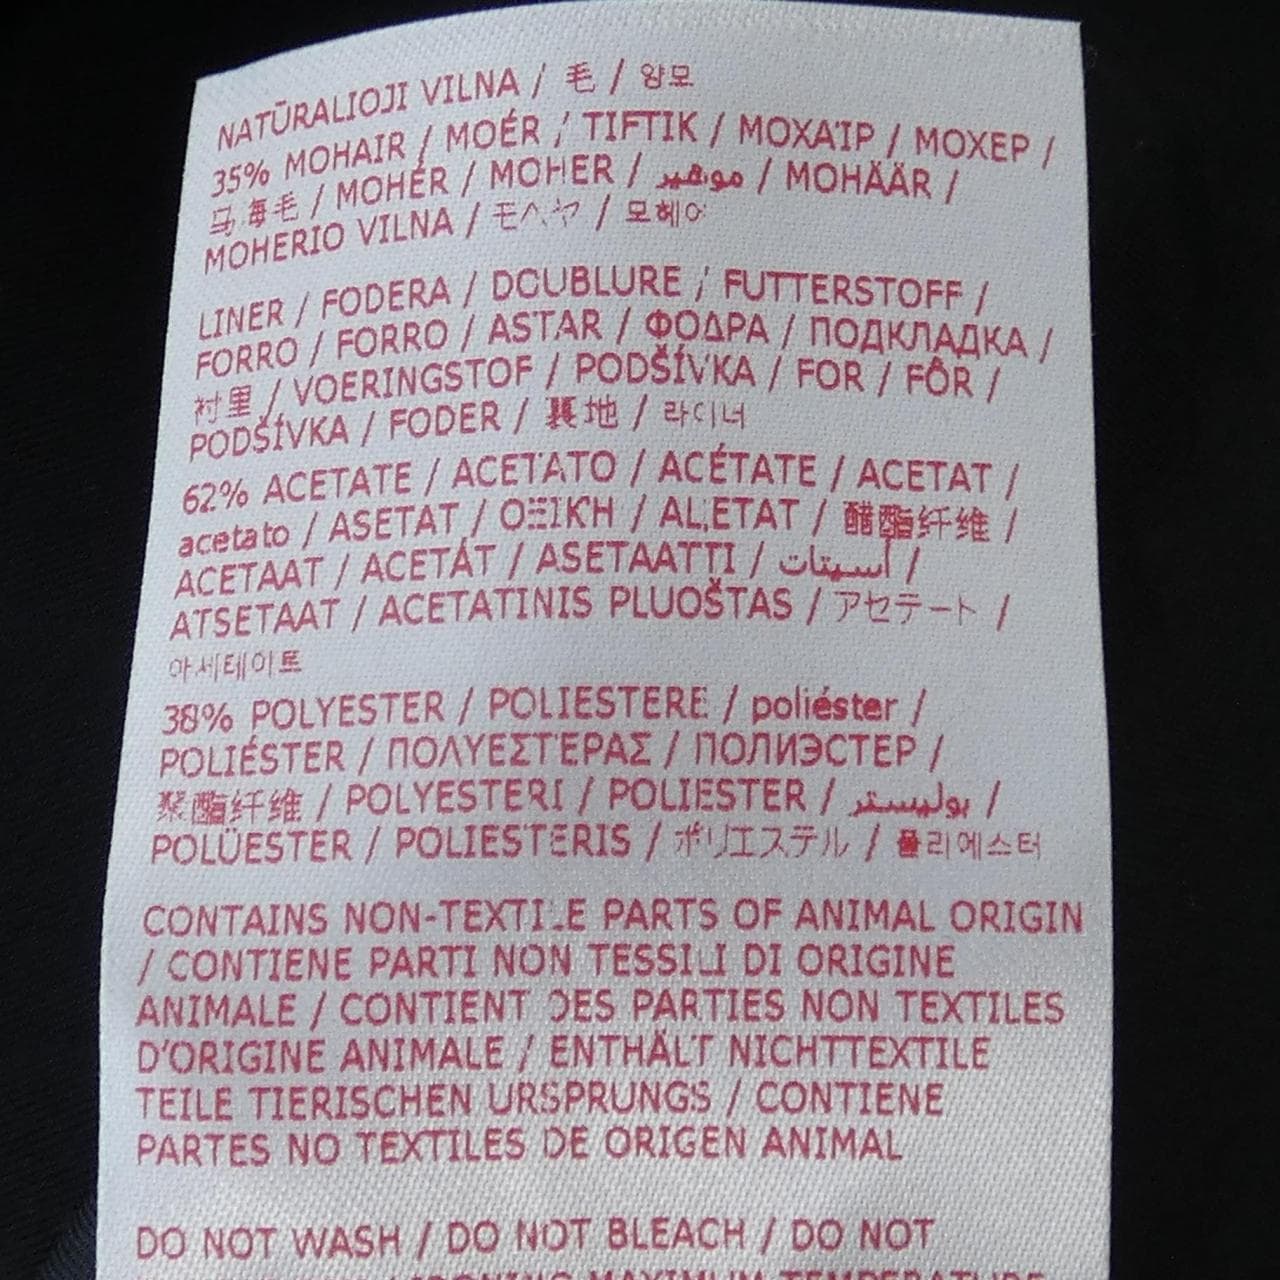 NATŪRALIOJI VILNA / 毛 / 양모
35% MOHAIR / MOÉR / TIFTIK / ΜΟΧΑΊΡ / МОХЕР /
马海毛 / MOHÉR / MOHER / موهير / MOHÄÄR /
MOHERIO VILNA / モヘヤ / 모헤어
LINER / FODERA / DOUBLURE / FUTTERSTOFF /
FORRO / FORRO / ASTAR / ΦΟΔΡΑ / ПОДКЛАДКА /
衬里 / VOERINGSTOF / PODŠÍVKA / FOR / FÔR /
PODŠÍVKA / FODER / 裏地 / 라이너
62% ACETATE / ACETATO / ACÉTATE / ACETAT /
acetato / ASETAT / ΟΞΙΚΉ / АЦЕТАТ / 醋酯纤维 /
ACETAAT / ACETÁT / ASETAATTI / أسيتات /
ATSETAAT / ACETATINIS PLUOŠTAS / アセテート /
아세테이트
38% POLYESTER / POLIESTERE / poliéster /
POLIÉSTER / ΠΟΛΥΕΣΤΈΡΑΣ / ПОЛИЭСТЕР /
聚酯纤维 / POLYESTERI / POLIESTER / بوليستر /
POLÜESTER / POLIESTERIS / ポリエステル / 폴리에스터
CONTAINS NON-TEXTILE PARTS OF ANIMAL ORIGIN
/ CONTIENE PARTI NON TESSILI DI ORIGINE
ANIMALE / CONTIENT DES PARTIES NON TEXTILES
D'ORIGINE ANIMALE / ENTHÄLT NICHTTEXTILE
TEILE TIERISCHEN URSPRUNGS / CONTIENE
PARTES NO TEXTILES DE ORIGEN ANIMAL
DO NOT WASH / DO NOT BLEACH / DO NOT